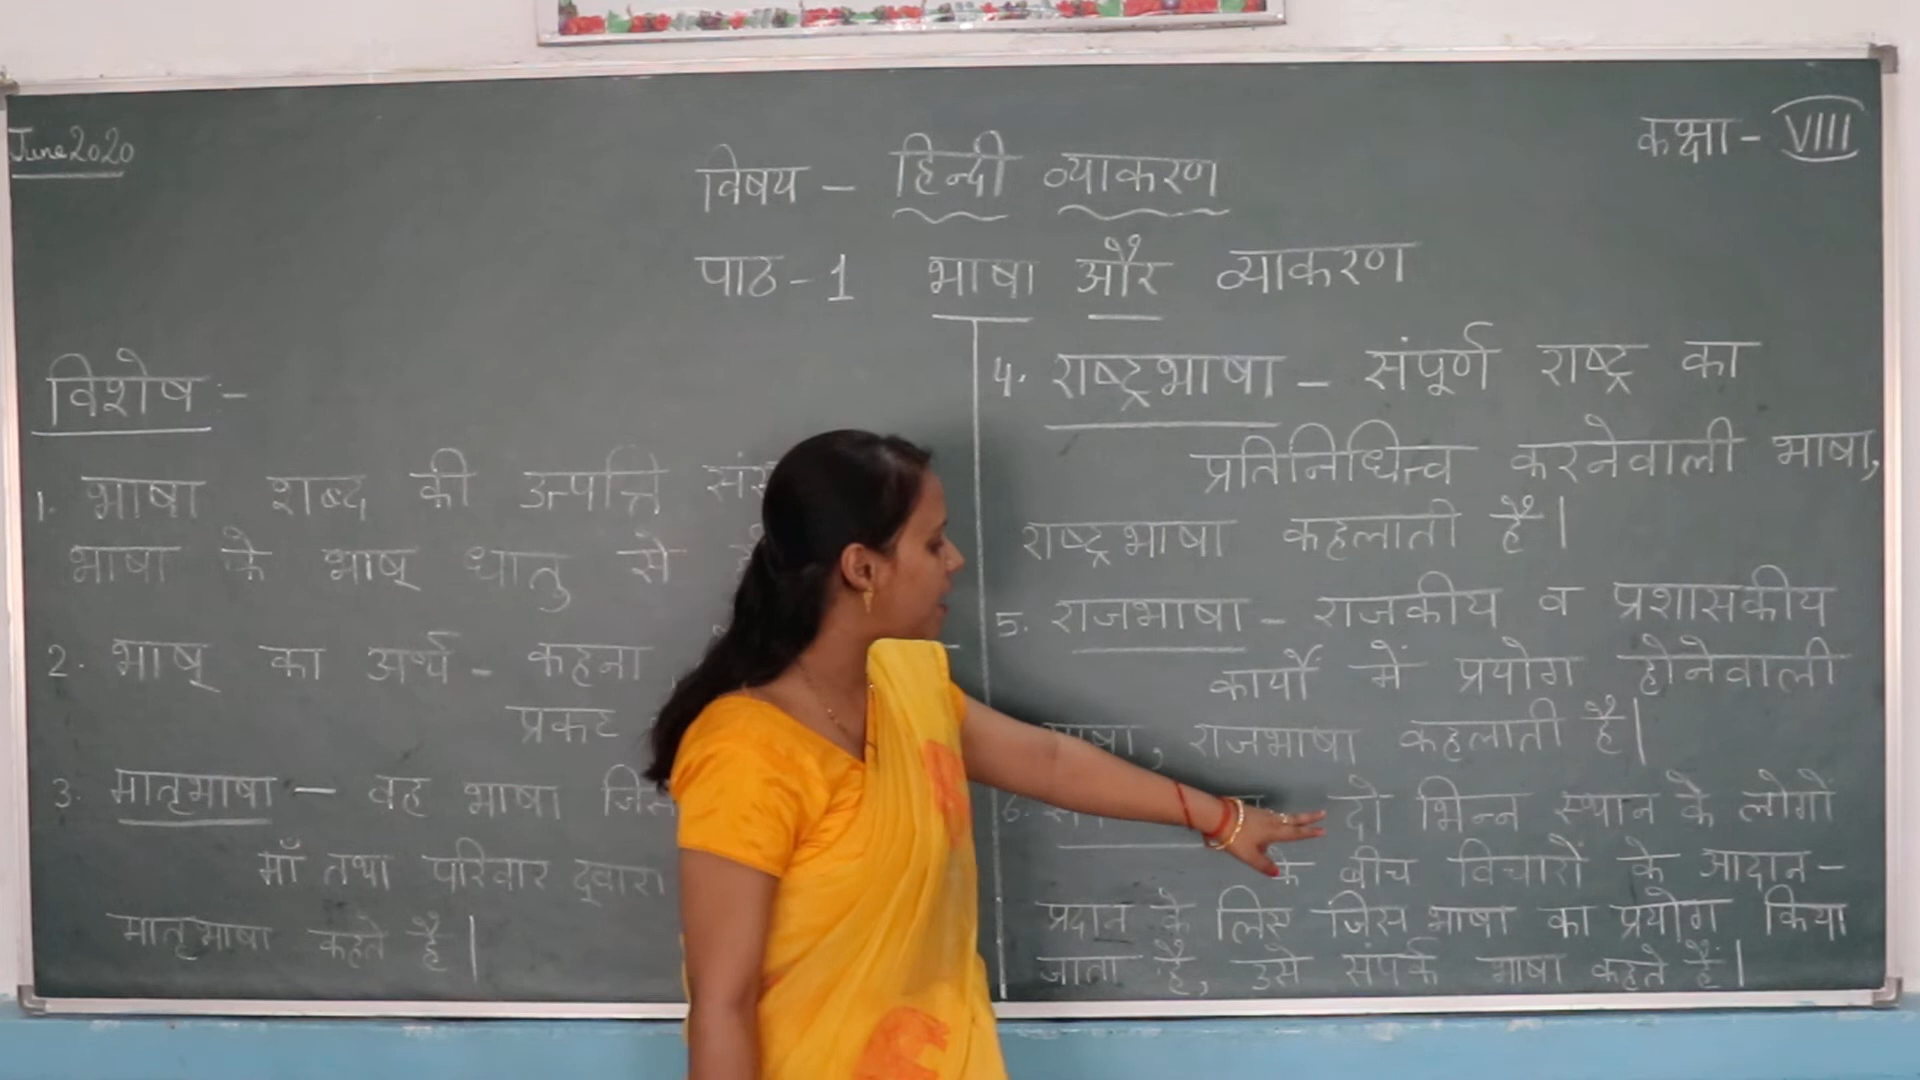 June 2020
कक्षा - VIII
विषय - हिन्दी व्याकरण
पाठ - 1 भाषा और व्याकरण
विशेष :-
1. भाषा शब्द की उत्पत्ति
भाषा के भाष् धातु से
2. भाष् का अर्थ - कहना,
प्रकट
3. मातृभाषा - वह भाषा
माँ तथा परिवार द्वारा
मातृभाषा कहते हैं।
4. राष्ट्रभाषा - संपूर्ण राष्ट्र का
प्रतिनिधित्व करनेवाली भाषा,
राष्ट्रभाषा कहलाती है।
5. राजभाषा - राजकीय व प्रशासकीय
कार्यों में प्रयोग होनेवाली
भाषा, राजभाषा कहलाती है।
6. दो भिन्न स्थान के लोगों
के बीच विचारों के आदान-
प्रदान के लिए जिस भाषा का प्रयोग किया
जाता है, उसे संपर्क भाषा कहते हैं।